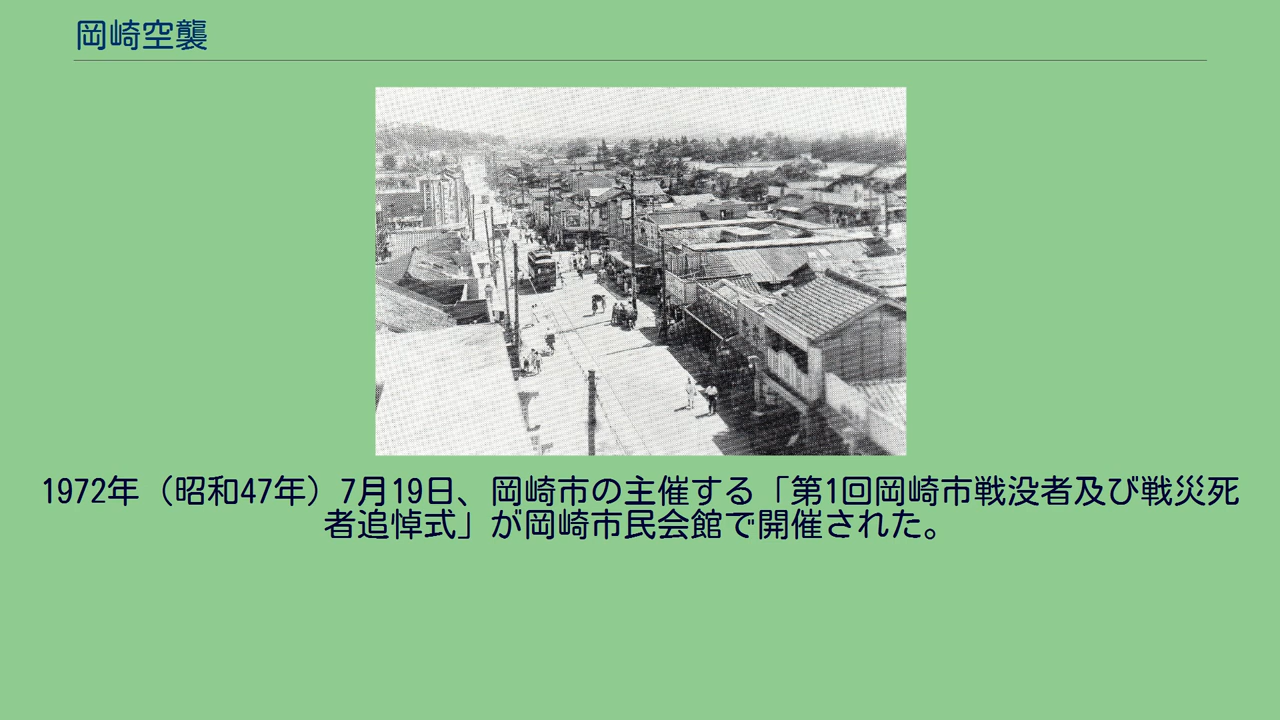 岡崎空襲
1972年（昭和47年）7月19日、岡崎市の主催する「第1回岡崎市戦没者及び戦災死
者追悼式」が岡崎市民会館で開催された。